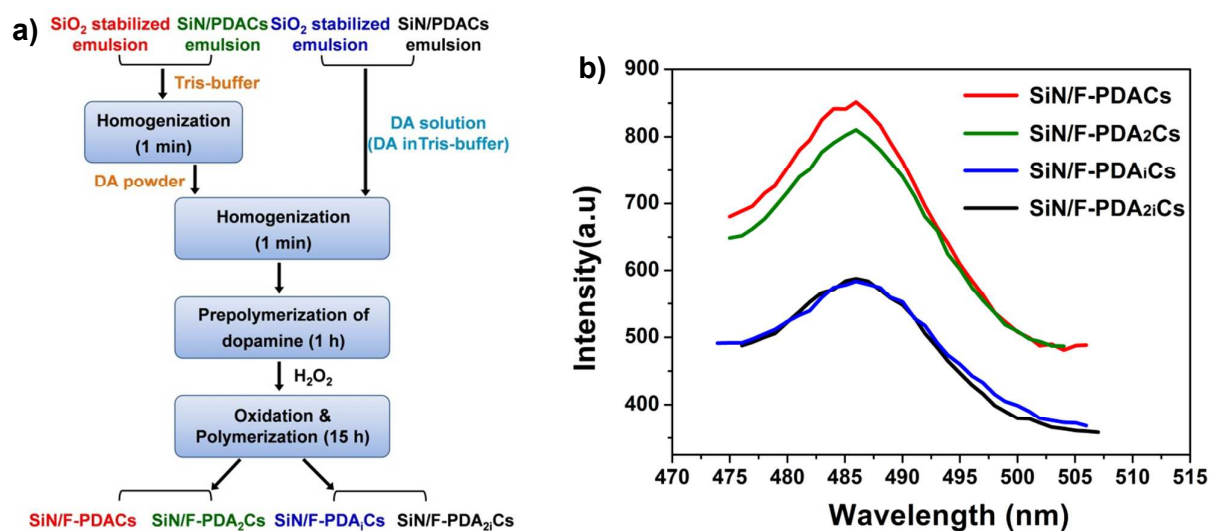 a)
SiO₂ stabilized emulsion
SiN/PDACs emulsion
SiO₂ stabilized emulsion
SiN/PDACs emulsion
Tris-buffer
Homogenization
(1 min)
DA solution
(DA inTris-buffer)
DA powder
Homogenization
(1 min)
Prepolymerization of
dopamine (1 h)
H₂O₂
Oxidation &
Polymerization (15 h)
SiN/F-PDACs SiN/F-PDA₂Cs SiN/F-PDAᵢCs SiN/F-PDA₂ᵢCs
b)
900
800
700
600
500
400
Intensity(a.u)
SiN/F-PDACs
SiN/F-PDA₂Cs
SiN/F-PDAᵢCs
SiN/F-PDA₂ᵢCs
470 475 480 485 490 495 500 505 510 515
Wavelength (nm)